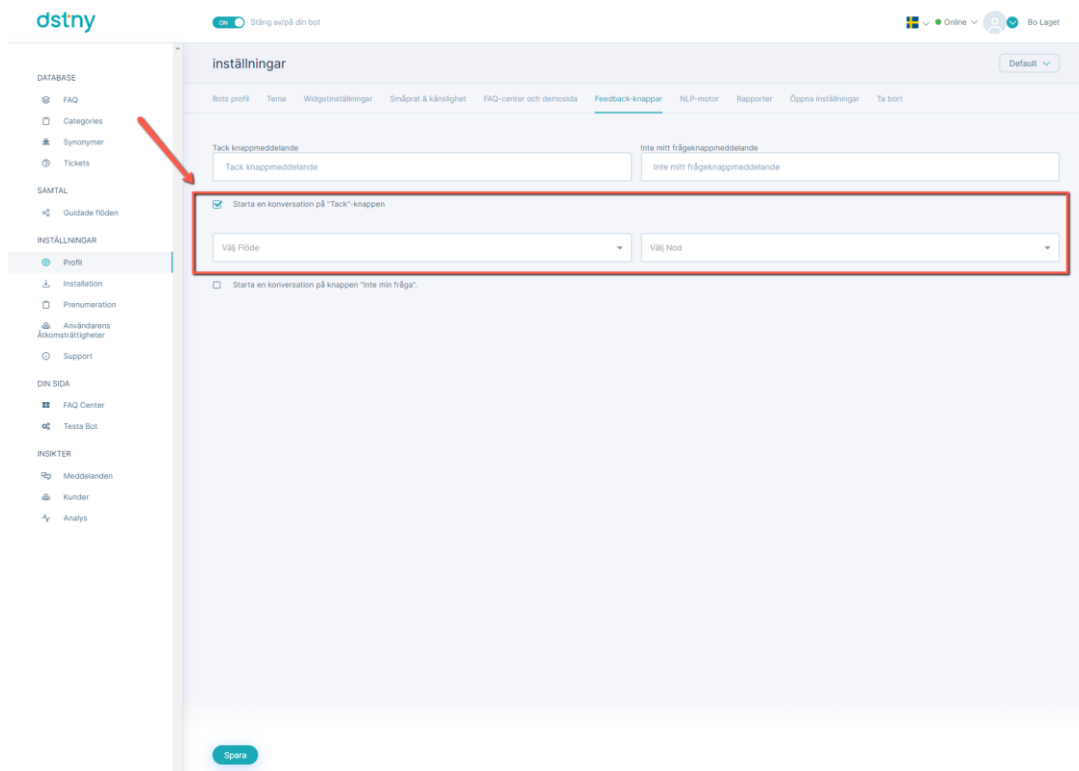 dstny
ON Stäng av/på din bot
Online
Bo Laget
DATABASE
FAQ
Categories
Synonymer
Tickets
SAMTAL
Guidade flöden
INSTÄLLNINGAR
Profil
Installation
Prenumeration
Användarens
Åtkomsträttigheter
Support
DIN SIDA
FAQ Center
Testa Bot
INSIKTER
Meddelanden
Kunder
Analys
inställningar
Default
Bots profil Tema Widgetinställningar Småprat & känslighet FAQ-center och demosida Feedback-knappar NLP-motor Rapporter Öppna inställningar Ta bort
Tack knappmeddelande Inte mitt frågeknappmeddelande
Tack knappmeddelande Inte mitt frågeknappmeddelande
Starta en konversation på "Tack"-knappen
Välj Flöde Välj Nod
Starta en konversation på knappen "Inte min fråga".
Spara